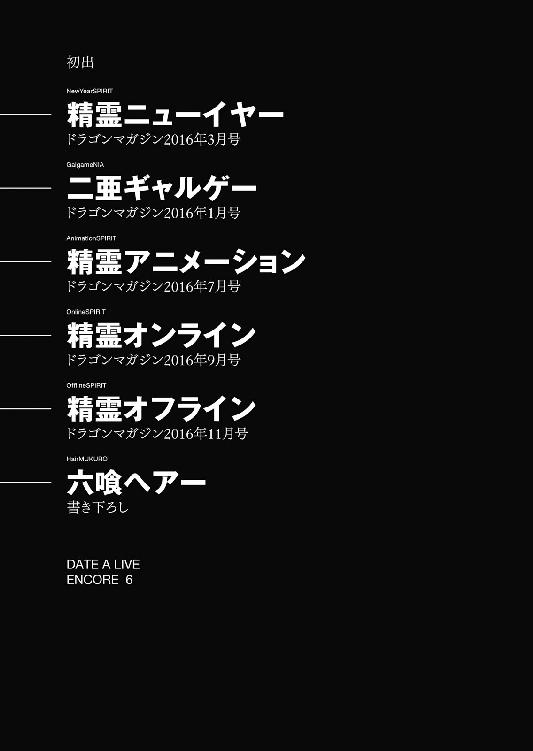 初出
NewYearSPIRIT
精霊ニューイヤー
ドラゴンマガジン2016年3月号
GalgameNIA
二亜ギャルゲー
ドラゴンマガジン2016年1月号
AnimationSPIRIT
精霊アニメーション
ドラゴンマガジン2016年7月号
OnlineSPIRIT
精霊オンライン
ドラゴンマガジン2016年9月号
OfflineSPIRIT
精霊オフライン
ドラゴンマガジン2016年11月号
HairMUKURO
六喰ヘアー
書き下ろし
DATE A LIVE
ENCORE 6